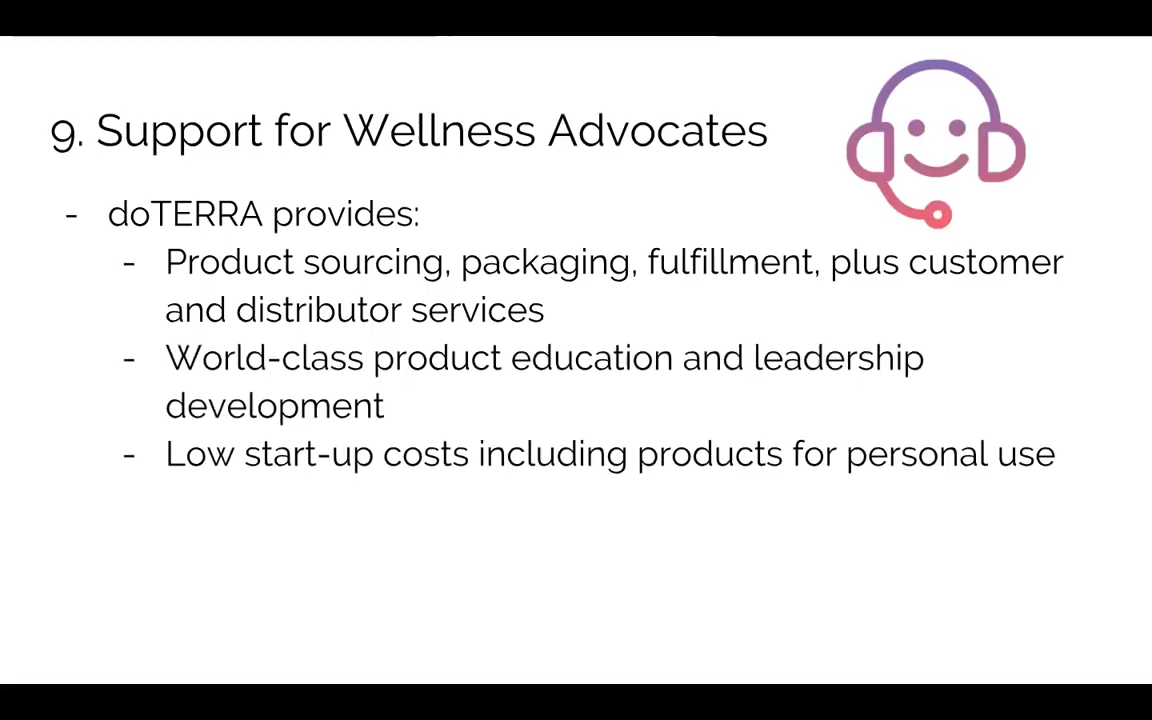 9. Support for Wellness Advocates
- doTERRA provides:
- Product sourcing, packaging, fulfillment, plus customer
and distributor services
- World-class product education and leadership
development
- Low start-up costs including products for personal use